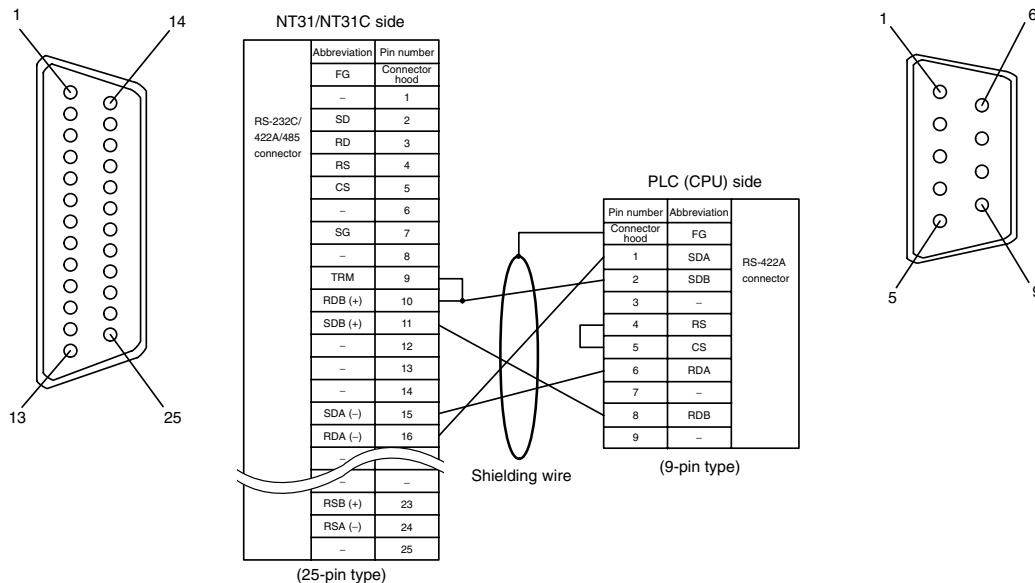 1
14
13
25
NT31/NT31C side
RS-232C/
422A/485
connector
Abbreviation Pin number
FG Connector hood
– 1
SD 2
RD 3
RS 4
CS 5
– 6
SG 7
– 8
TRM 9
RDB (+) 10
SDB (+) 11
– 12
– 13
– 14
SDA (–) 15
RDA (–) 16
–
– –
RSB (+) 23
RSA (–) 24
– 25
(25-pin type)
Shielding wire
PLC (CPU) side
Pin number Abbreviation
Connector hood FG
1 SDA
2 SDB
3 –
4 RS
5 CS
6 RDA
7 –
8 RDB
9 –
RS-422A
connector
(9-pin type)
1
6
5
9